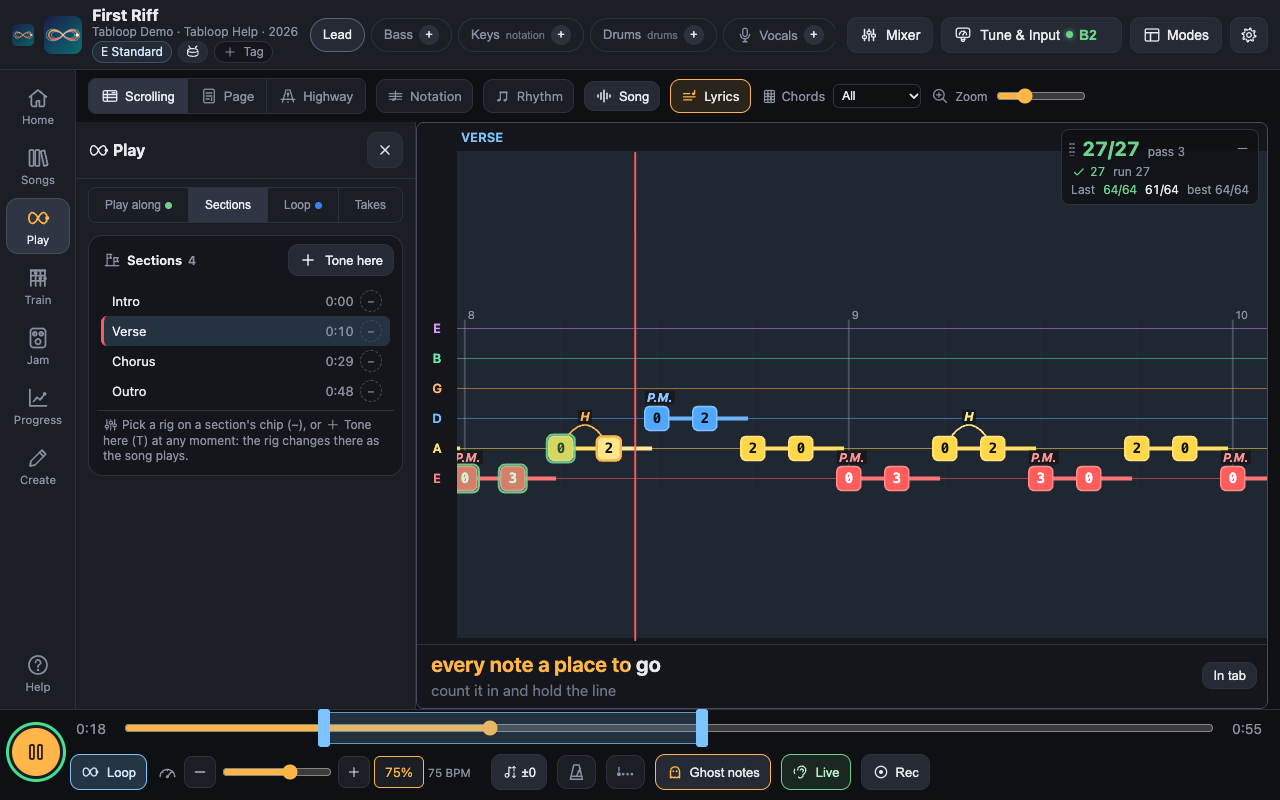 First Riff
Tabloop Demo · Tabloop Help · 2026
E Standard
+ Tag
Lead
Bass +
Keys notation +
Drums drums +
Vocals +
Mixer
Tune & Input B2
Modes
Home
Songs
Play
Train
Jam
Progress
Create
Help
Scrolling
Page
Highway
Notation
Rhythm
Song
Lyrics
Chords All
Zoom
Play
Play along
Sections
Loop
Takes
Sections 4
+ Tone here
Intro 0:00 –
Verse 0:10 –
Chorus 0:29 –
Outro 0:48 –
Pick a rig on a section's chip (–), or + Tone
here (T) at any moment: the rig changes there as
the song plays.
VERSE
27/27 pass 3 –
27 run 27
Last 64/64 61/64 best 64/64
8 9 10
E
B
G
P.M.
D 0 2
H H
A 0 2 2 0 0 2 2 0
P.M. P.M. P.M. P.M.
E 0 3 0 3 3 0 0
every note a place to go
count it in and hold the line
In tab
0:18
0:55
Loop
– +
75% 75 BPM
±0
Ghost notes
Live
Rec